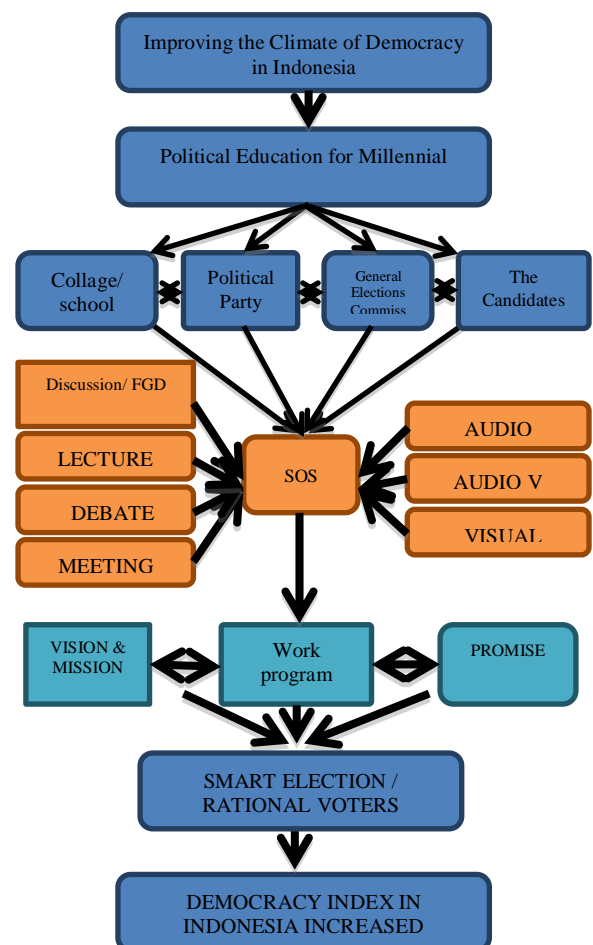 Improving the Climate of Democracy
in Indonesia
Political Education for Millennial
Collage/
school
Political
Party
General
Elections
Commiss
The
Candidates
Discussion/ FGD
LECTURE
DEBATE
MEETING
SOS
AUDIO
AUDIO V
VISUAL
VISION &
MISSION
Work
program
PROMISE
SMART ELECTION /
RATIONAL VOTERS
DEMOCRACY INDEX IN
INDONESIA INCREASED